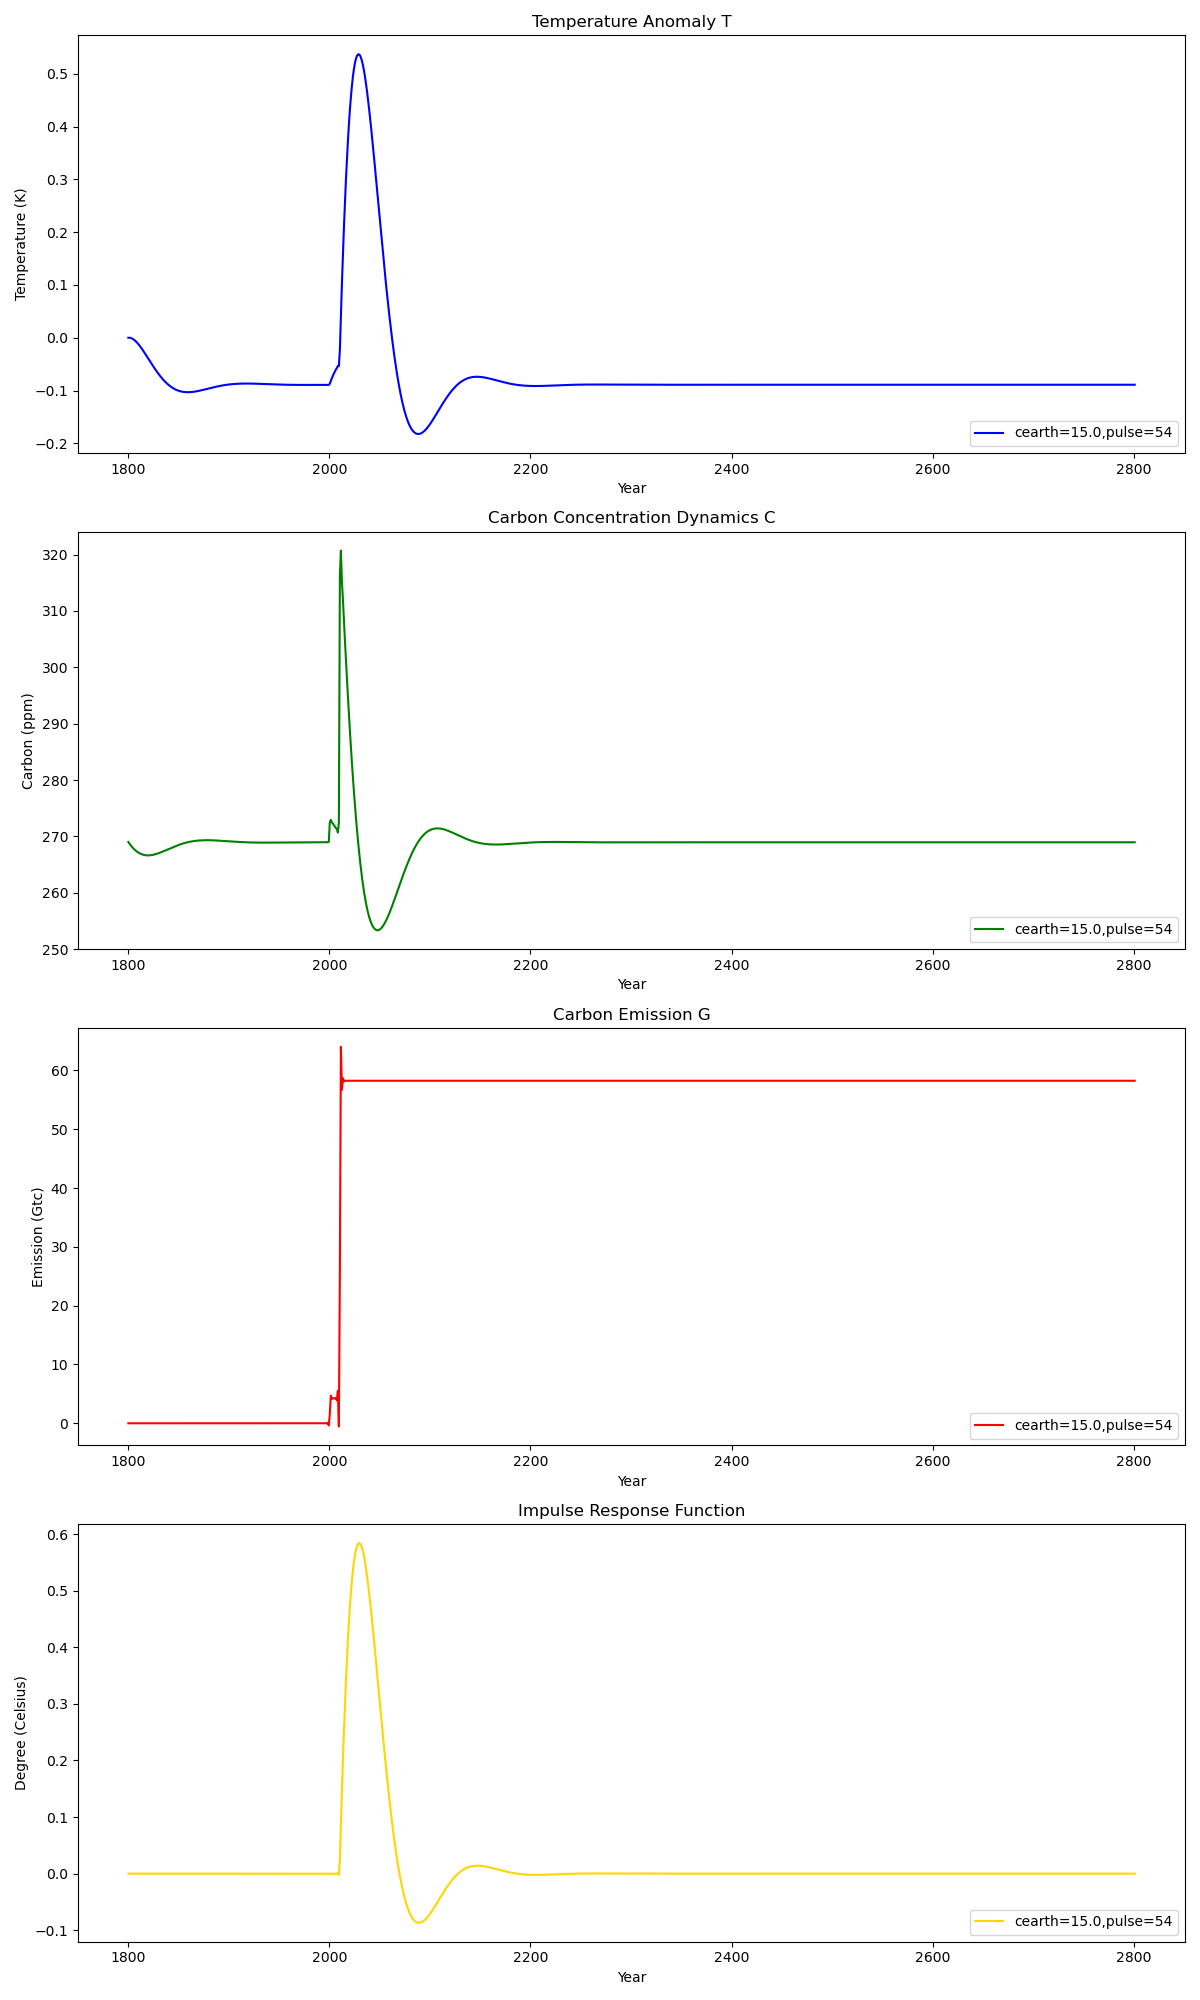 Temperature Anomaly T
Temperature (K)
0.5
0.4
0.3
0.2
0.1
0.0
−0.1
−0.2
cearth=15.0,pulse=54
1800 2000 2200 2400 2600 2800
Year
Carbon Concentration Dynamics C
Carbon (ppm)
320
310
300
290
280
270
260
250
cearth=15.0,pulse=54
1800 2000 2200 2400 2600 2800
Year
Carbon Emission G
Emission (Gtc)
60
50
40
30
20
10
0
cearth=15.0,pulse=54
1800 2000 2200 2400 2600 2800
Year
Impulse Response Function
Degree (Celsius)
0.6
0.5
0.4
0.3
0.2
0.1
0.0
−0.1
cearth=15.0,pulse=54
1800 2000 2200 2400 2600 2800
Year